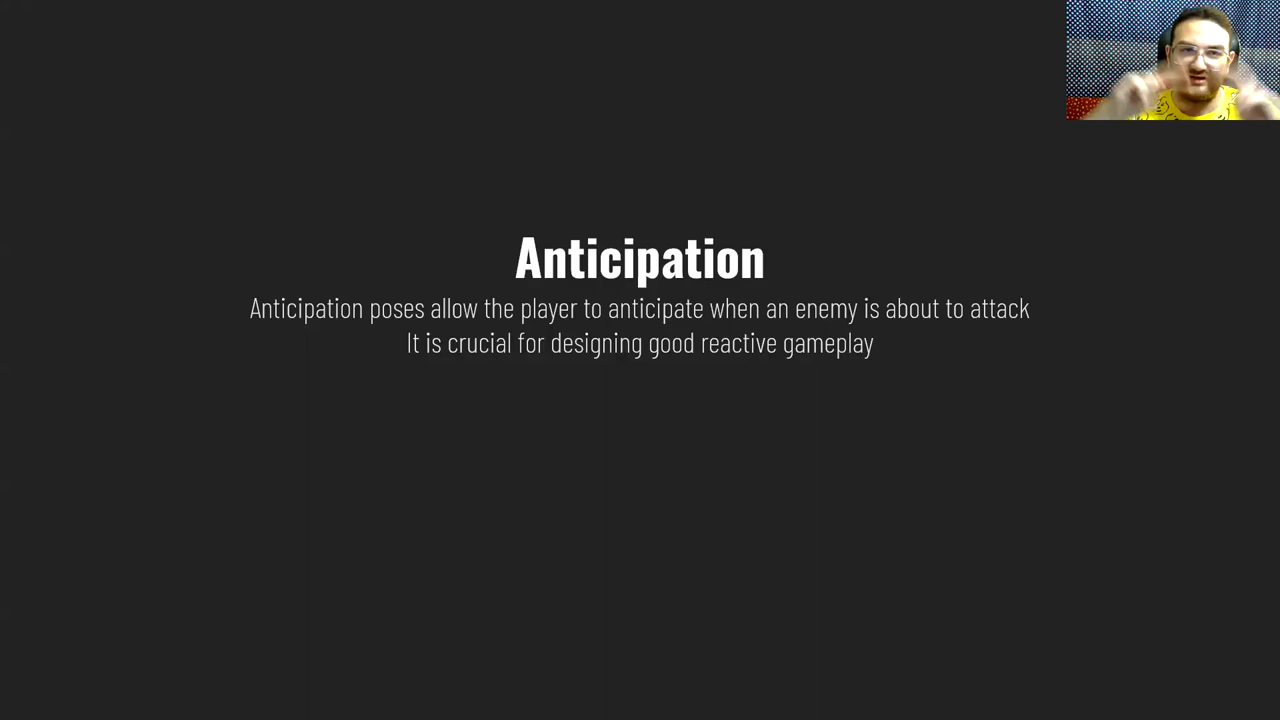 Anticipation
Anticipation poses allow the player to anticipate when an enemy is about to attack
It is crucial for designing good reactive gameplay